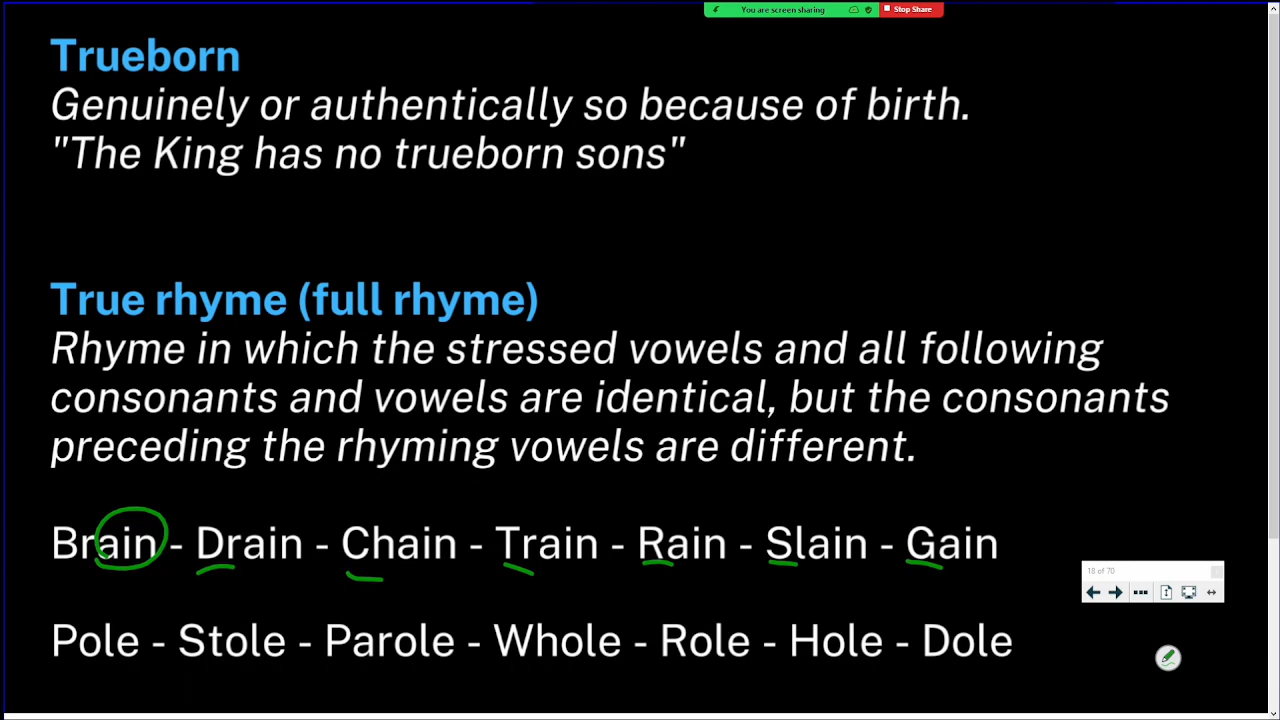 You are screen sharing Stop Share
Trueborn
Genuinely or authentically so because of birth.
"The King has no trueborn sons"
True rhyme (full rhyme)
Rhyme in which the stressed vowels and all following
consonants and vowels are identical, but the consonants
preceding the rhyming vowels are different.
Brain - Drain - Chain - Train - Rain - Slain - Gain
18 of 70
Pole - Stole - Parole - Whole - Role - Hole - Dole